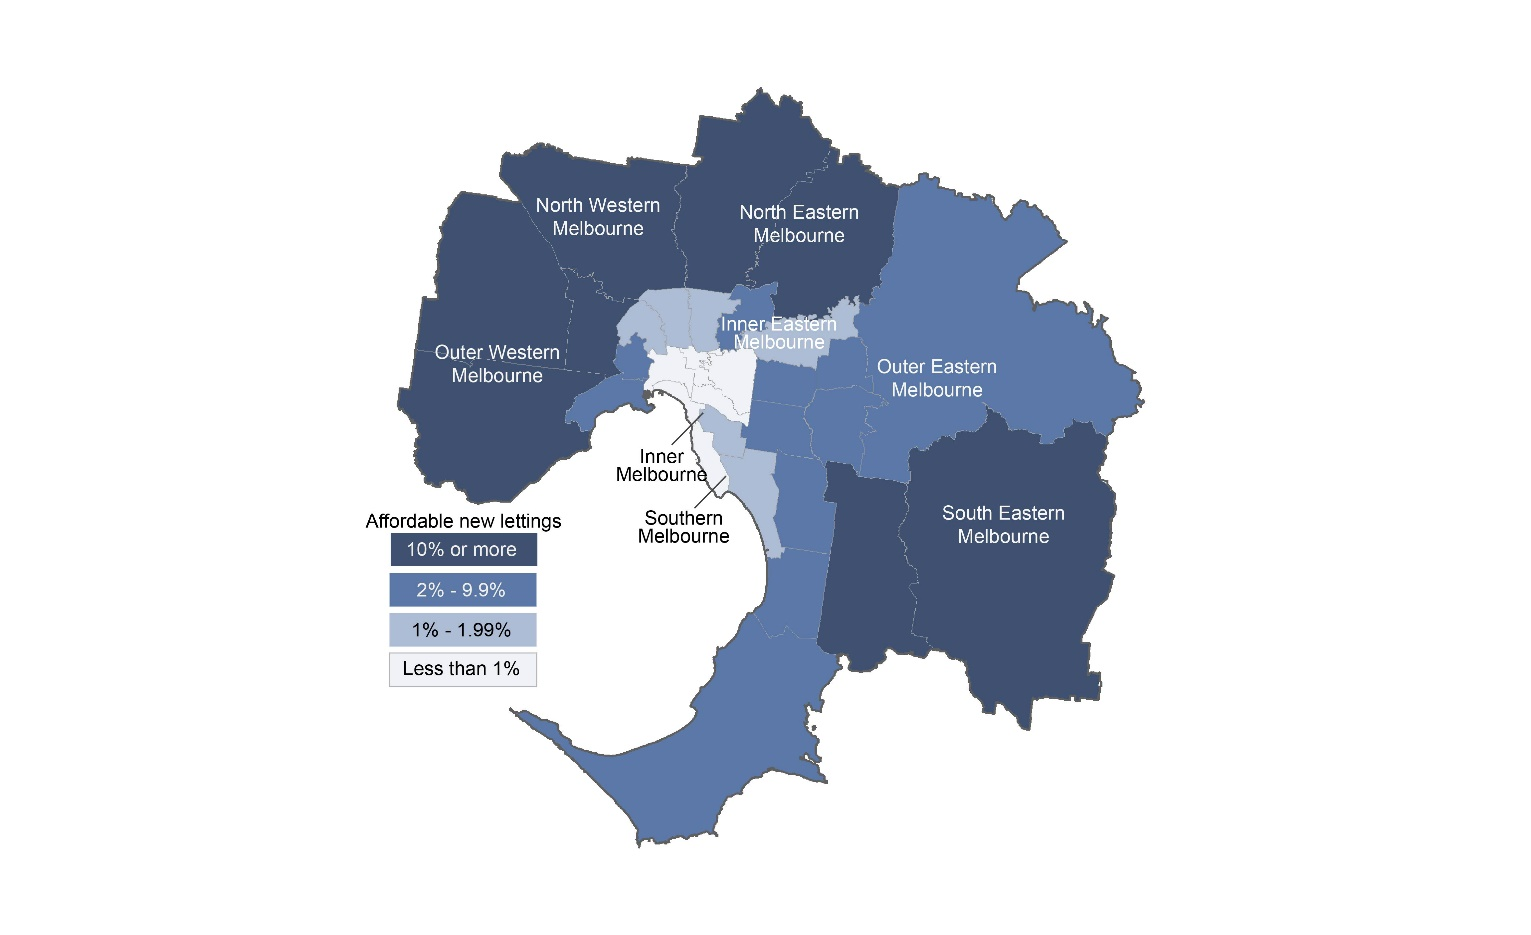 North Western
Melbourne
North Eastern
Melbourne
Inner Eastern
Melbourne
Outer Western
Melbourne
Outer Eastern
Melbourne
Inner
Melbourne
Southern
Melbourne
South Eastern
Melbourne
Affordable new lettings
10% or more
2% - 9.9%
1% - 1.99%
Less than 1%